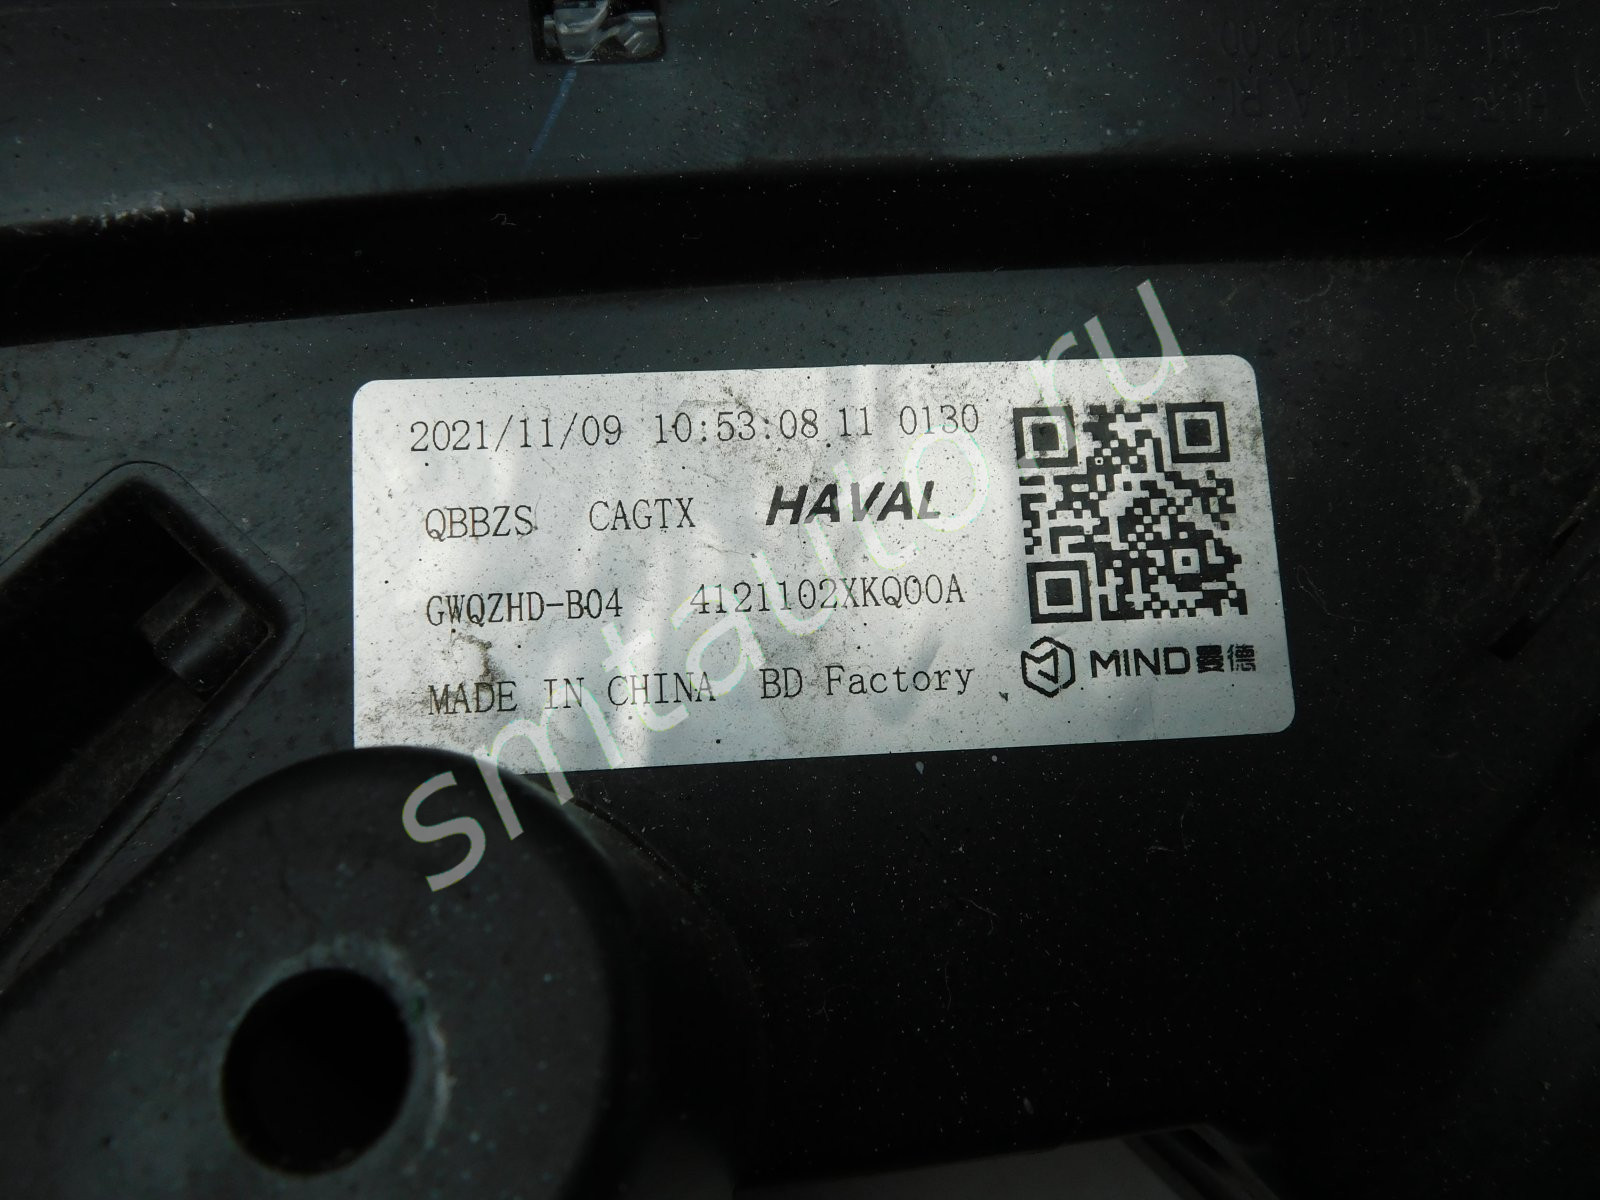 2021/11/09 10:53:08 11 0130
QBBZS CAGTX HAVAL
GWQZHD-B04 4121102XKQ00A
MADE IN CHINA BD Factory
MIND曼德
smtauto.ru